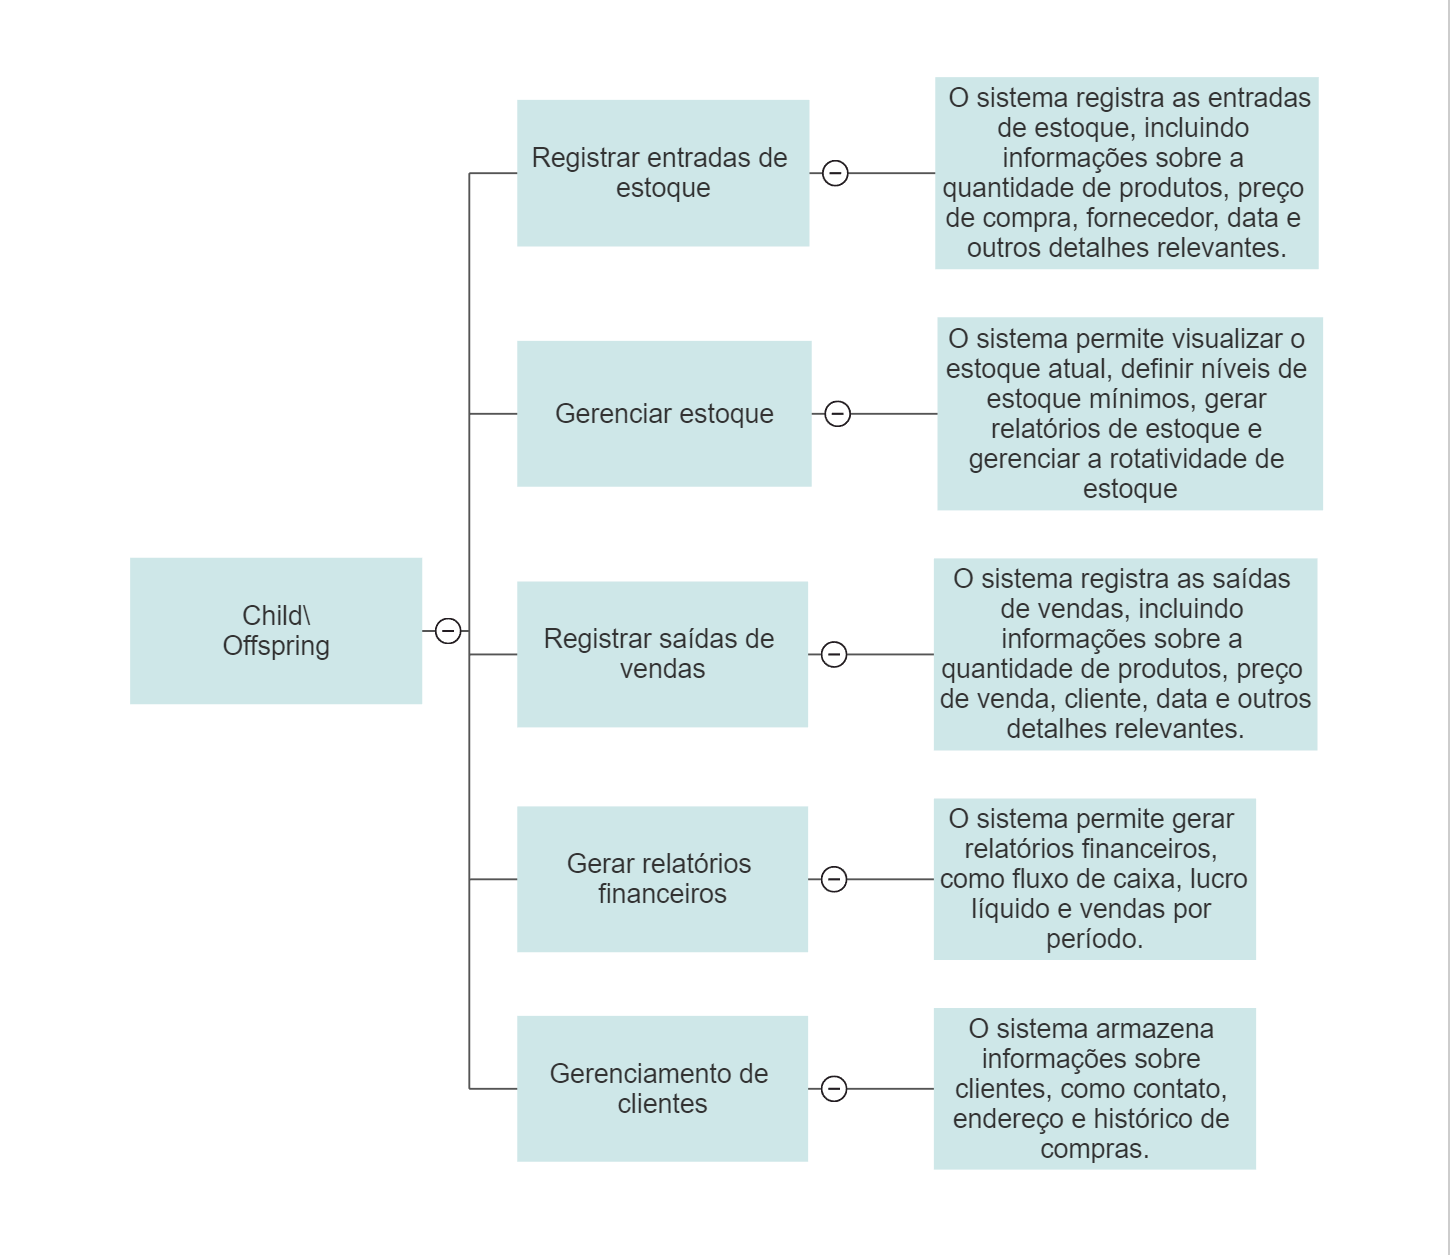 Child\
Offspring
Registrar entradas de
estoque
O sistema registra as entradas
de estoque, incluindo
informações sobre a
quantidade de produtos, preço
de compra, fornecedor, data e
outros detalhes relevantes.
Gerenciar estoque
O sistema permite visualizar o
estoque atual, definir níveis de
estoque mínimos, gerar
relatórios de estoque e
gerenciar a rotatividade de
estoque
Registrar saídas de
vendas
O sistema registra as saídas
de vendas, incluindo
informações sobre a
quantidade de produtos, preço
de venda, cliente, data e outros
detalhes relevantes.
Gerar relatórios
financeiros
O sistema permite gerar
relatórios financeiros,
como fluxo de caixa, lucro
líquido e vendas por
período.
Gerenciamento de
clientes
O sistema armazena
informações sobre
clientes, como contato,
endereço e histórico de
compras.